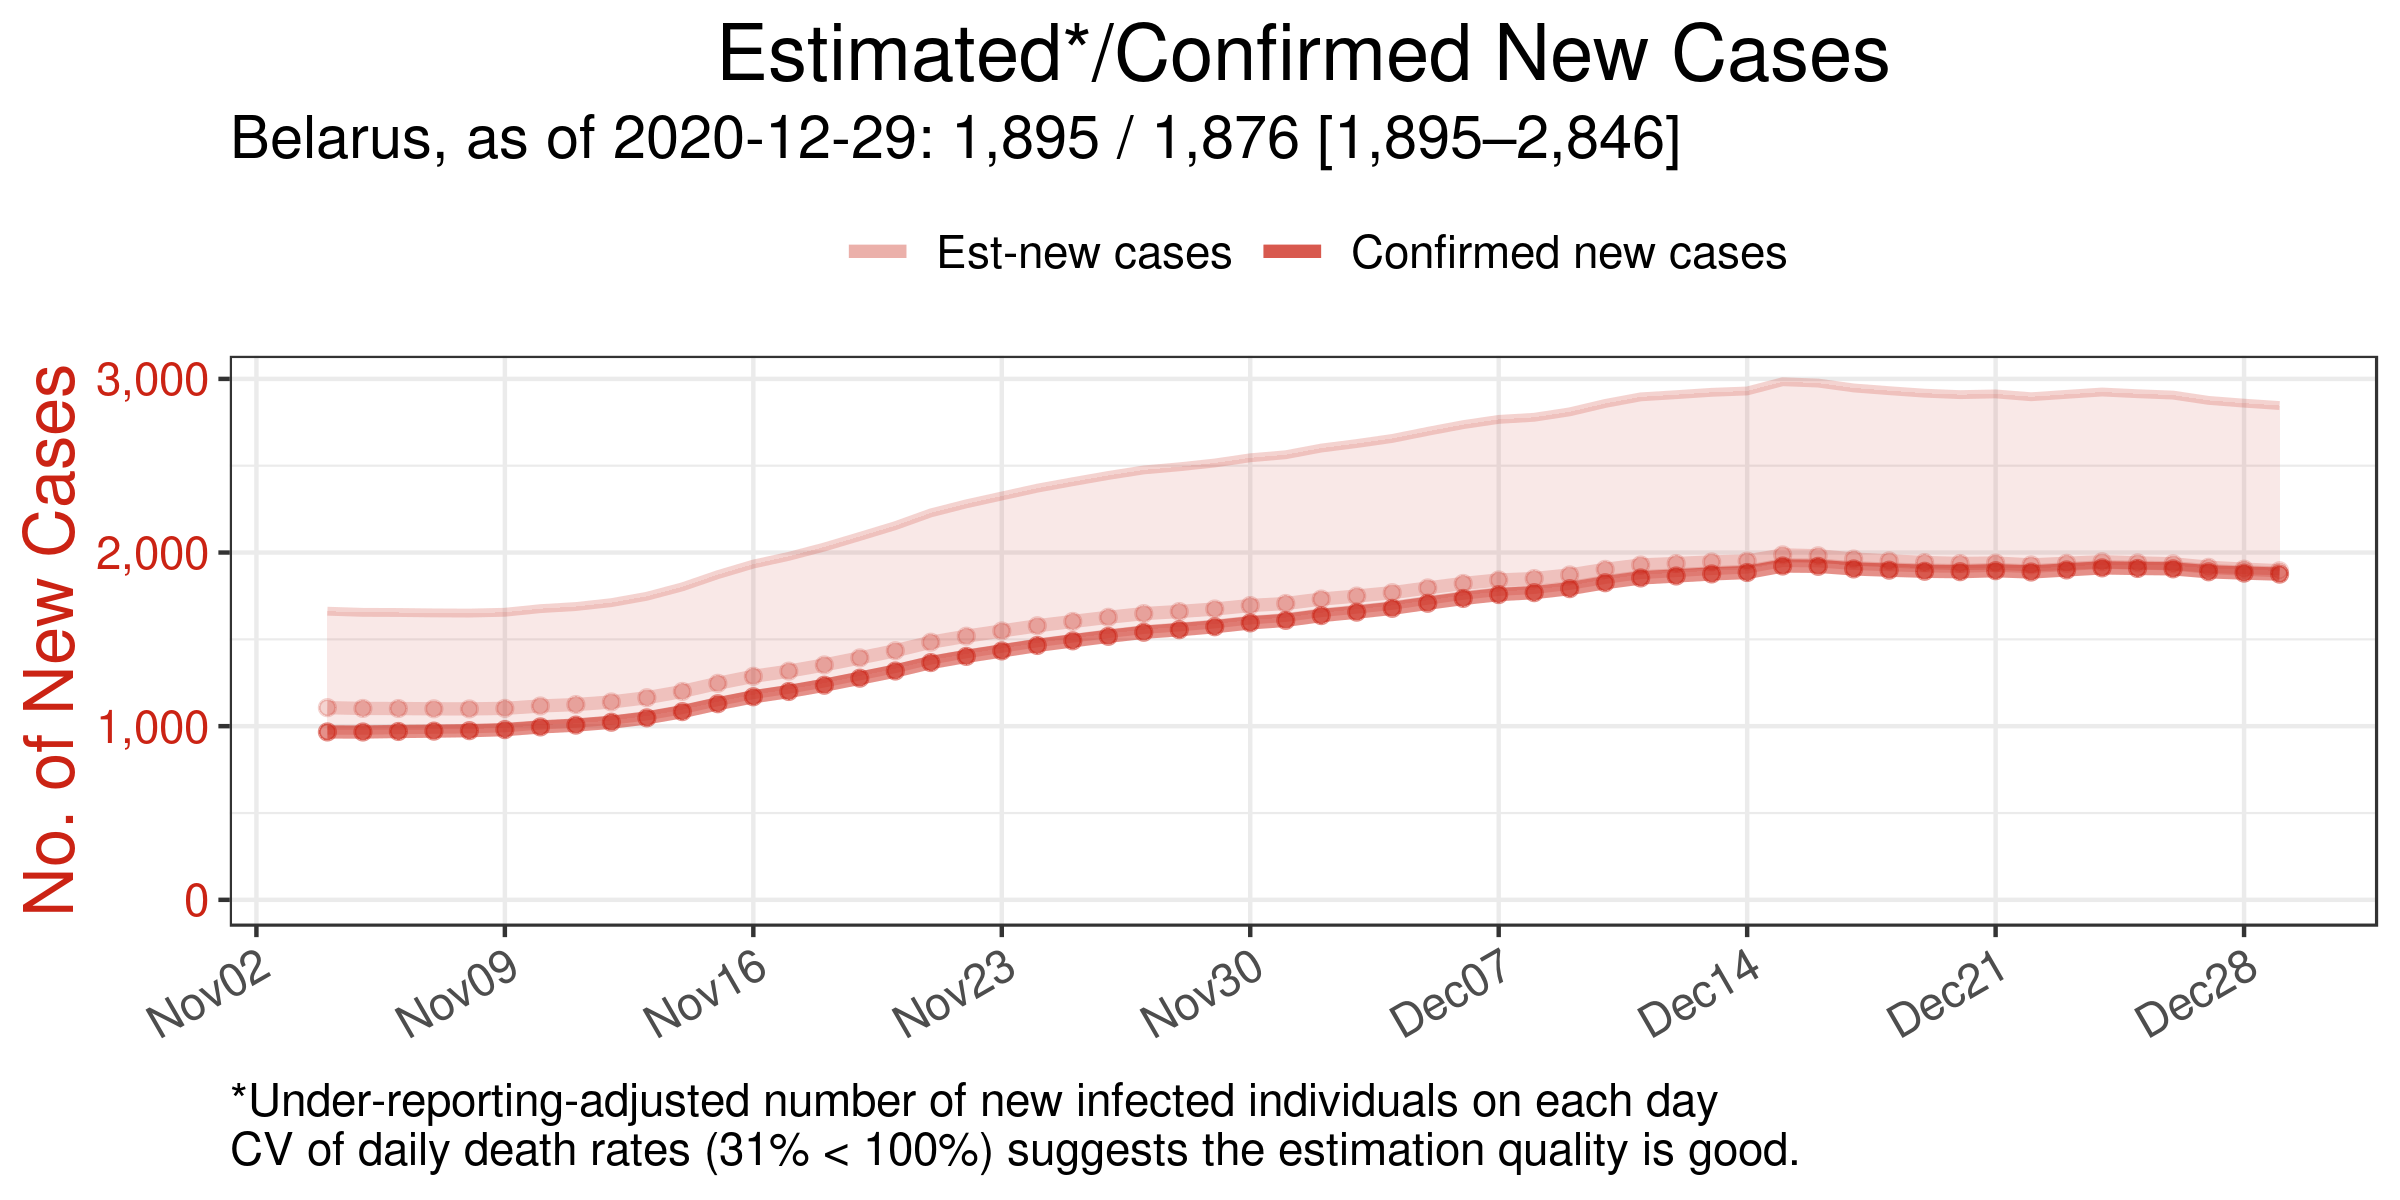 Estimated*/Confirmed New Cases
Belarus, as of 2020-12-29: 1,895 / 1,876 [1,895–2,846]
Est-new cases
Confirmed new cases
No. of New Cases
3,000
2,000
1,000
0
Nov02
Nov09
Nov16
Nov23
Nov30
Dec07
Dec14
Dec21
Dec28
*Under-reporting-adjusted number of new infected individuals on each day
CV of daily death rates (31% < 100%) suggests the estimation quality is good.